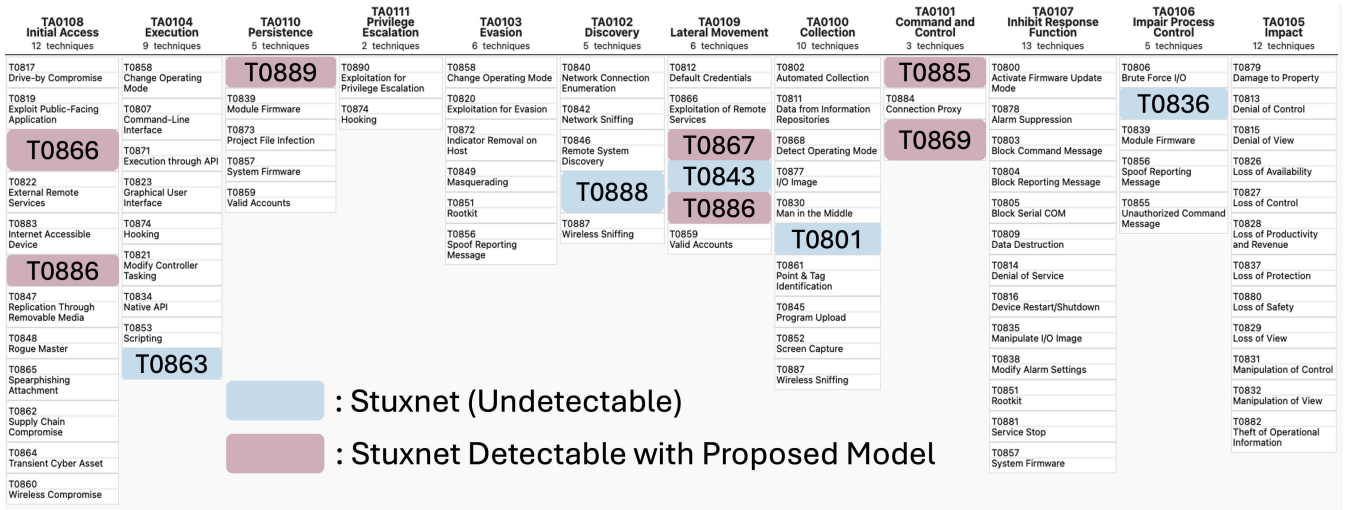 TA0108
Initial Access
12 techniques
T0817
Drive-by Compromise
T0819
Exploit Public-Facing
Application
T0866
T0822
External Remote
Services
T0883
Internet Accessible
Device
T0886
T0847
Replication Through
Removable Media
T0848
Rogue Master
T0865
Spearphishing
Attachment
T0862
Supply Chain
Compromise
T0864
Transient Cyber Asset
T0860
Wireless Compromise
TA0104
Execution
9 techniques
T0858
Change Operating
Mode
T0807
Command-Line
Interface
T0871
Execution through API
T0823
Graphical User
Interface
T0874
Hooking
T0821
Modify Controller
Tasking
T0834
Native API
T0853
Scripting
T0863
TA0110
Persistence
5 techniques
T0889
T0839
Module Firmware
T0873
Project File Infection
T0857
System Firmware
T0859
Valid Accounts
TA0111
Privilege
Escalation
2 techniques
T0890
Exploitation for
Privilege Escalation
T0874
Hooking
TA0103
Evasion
6 techniques
T0858
Change Operating Mode
T0820
Exploitation for Evasion
T0872
Indicator Removal on
Host
T0849
Masquerading
T0851
Rootkit
T0856
Spoof Reporting
Message
TA0102
Discovery
5 techniques
T0840
Network Connection
Enumeration
T0842
Network Sniffing
T0846
Remote System
Discovery
T0888
T0887
Wireless Sniffing
TA0109
Lateral Movement
6 techniques
T0812
Default Credentials
T0866
Exploitation of Remote
Services
T0867
T0843
T0886
T0859
Valid Accounts
TA0100
Collection
10 techniques
T0802
Automated Collection
T0811
Data from Information
Repositories
T0868
Detect Operating Mode
T0877
I/O Image
T0830
Man in the Middle
T0801
T0861
Point & Tag
Identification
T0845
Program Upload
T0852
Screen Capture
T0887
Wireless Sniffing
TA0101
Command and
Control
3 techniques
T0885
T0884
Connection Proxy
T0869
TA0107
Inhibit Response
Function
13 techniques
T0800
Activate Firmware Update
Mode
T0878
Alarm Suppression
T0803
Block Command Message
T0804
Block Reporting Message
T0805
Block Serial COM
T0809
Data Destruction
T0814
Denial of Service
T0816
Device Restart/Shutdown
T0835
Manipulate I/O Image
T0838
Modify Alarm Settings
T0851
Rootkit
T0881
Service Stop
T0857
System Firmware
TA0106
Impair Process
Control
5 techniques
T0806
Brute Force I/O
T0836
T0839
Module Firmware
T0856
Spoof Reporting
Message
T0855
Unauthorized Command
Message
TA0105
Impact
12 techniques
T0879
Damage to Property
T0813
Denial of Control
T0815
Denial of View
T0826
Loss of Availability
T0827
Loss of Control
T0828
Loss of Productivity
and Revenue
T0837
Loss of Protection
T0880
Loss of Safety
T0829
Loss of View
T0831
Manipulation of Control
T0832
Manipulation of View
T0882
Theft of Operational
Information
: Stuxnet (Undetectable)
: Stuxnet Detectable with Proposed Model